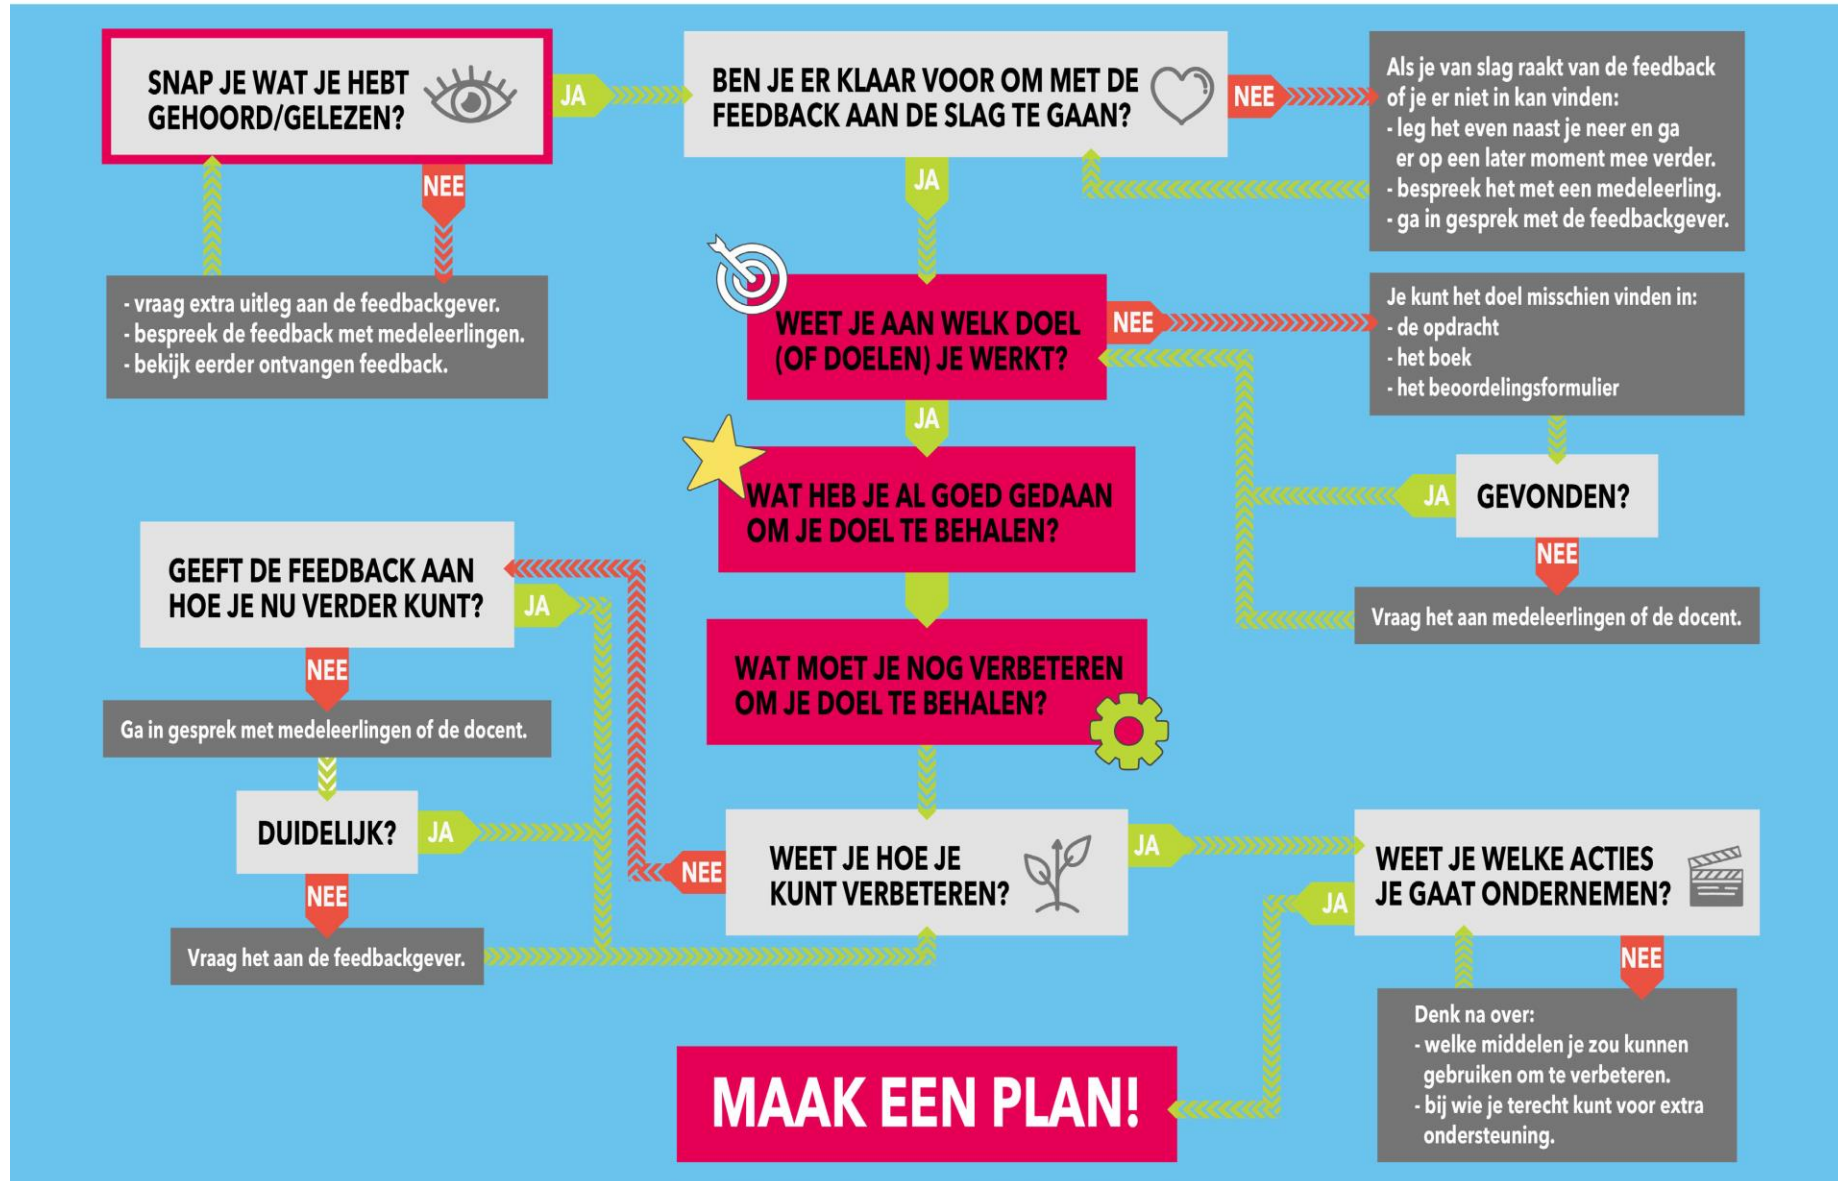 SNAP JE WAT JE HEBT
GEHOORD/GELEZEN?
JA
NEE
- vraag extra uitleg aan de feedbackgever.
- bespreek de feedback met medeleerlingen.
- bekijk eerder ontvangen feedback.
BEN JE ER KLAAR VOOR OM MET DE
FEEDBACK AAN DE SLAG TE GAAN?
NEE
JA
Als je van slag raakt van de feedback
of je er niet in kan vinden:
- leg het even naast je neer en ga
er op een later moment mee verder.
- bespreek het met een medeleerling.
- ga in gesprek met de feedbackgever.
WEET JE AAN WELK DOEL
(OF DOELEN) JE WERKT?
NEE
JA
Je kunt het doel misschien vinden in:
- de opdracht
- het boek
- het beoordelingsformulier
GEVONDEN?
JA
NEE
Vraag het aan medeleerlingen of de docent.
WAT HEB JE AL GOED GEDAAN
OM JE DOEL TE BEHALEN?
WAT MOET JE NOG VERBETEREN
OM JE DOEL TE BEHALEN?
WEET JE HOE JE
KUNT VERBETEREN?
NEE
JA
GEEFT DE FEEDBACK AAN
HOE JE NU VERDER KUNT?
JA
NEE
Ga in gesprek met medeleerlingen of de docent.
DUIDELIJK?
JA
NEE
Vraag het aan de feedbackgever.
WEET JE WELKE ACTIES
JE GAAT ONDERNEMEN?
JA
NEE
Denk na over:
- welke middelen je zou kunnen
gebruiken om te verbeteren.
- bij wie je terecht kunt voor extra
ondersteuning.
MAAK EEN PLAN!